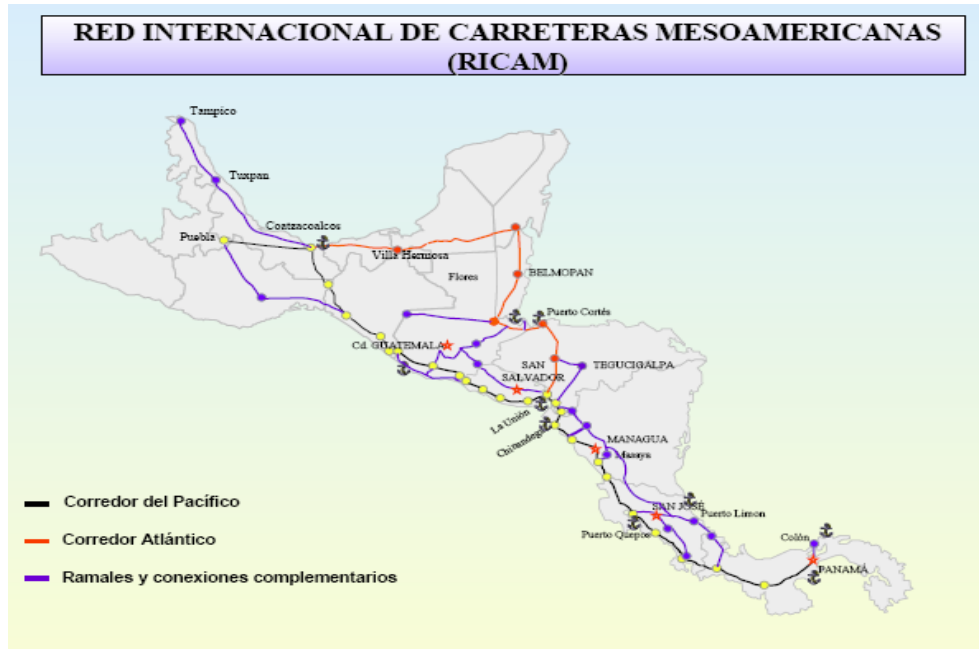 RED INTERNACIONAL DE CARRETERAS MESOAMERICANAS
(RICAM)
Tampico
Tuxpan
Coatzacoalcos
Puebla
Villa Hermosa
Flores
BELMOPAN
Puerto Cortés
Cd. GUATEMALA
SAN
SALVADOR
TEGUCIGALPA
La Unión
Chinandega
MANAGUA
Masaya
SAN JOSÉ
Puerto Limon
Puerto Quepos
Colón
PANAMÁ
Corredor del Pacífico
Corredor Atlántico
Ramales y conexiones complementarios